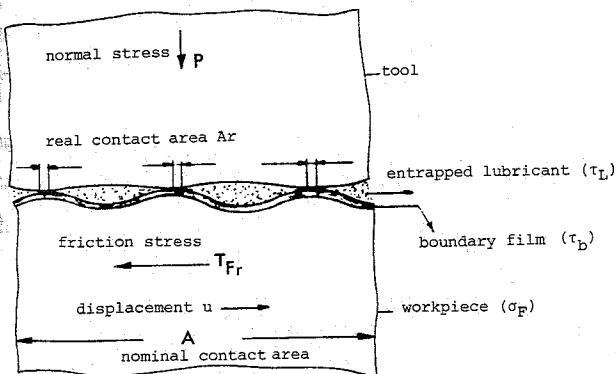 normal stress
P
tool
real contact area Ar
entrapped lubricant (τL)
friction stress
TFr
boundary film (τb)
displacement u
workpiece (σF)
A
nominal contact area